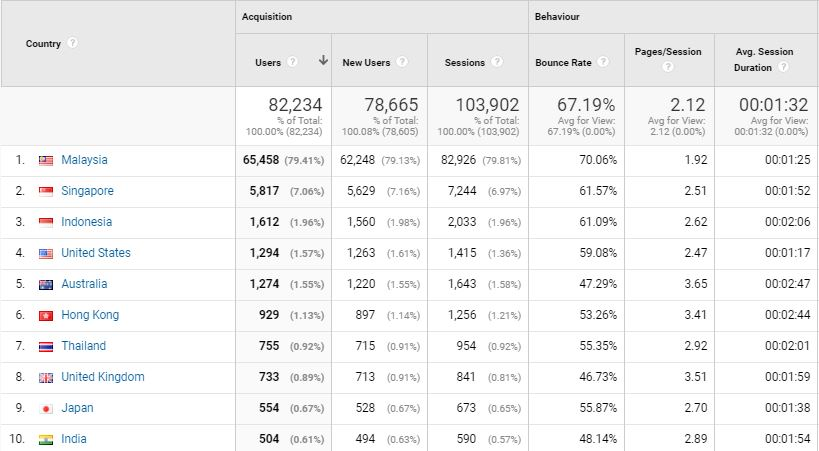 Acquisition Behaviour
Country ?
Users ? New Users ? Sessions ? Bounce Rate ? Pages/Session ? Avg. Session Duration ?
82,234 78,665 103,902 67.19% 2.12 00:01:32
% of Total: % of Total: % of Total: Avg for View: Avg for View: Avg for View:
100.00% (82,234) 100.08% (78,605) 100.00% (103,902) 67.19% (0.00%) 2.12 (0.00%) 00:01:32 (0.00%)
1. Malaysia 65,458 (79.41%) 62,248 (79.13%) 82,926 (79.81%) 70.06% 1.92 00:01:25
2. Singapore 5,817 (7.06%) 5,629 (7.16%) 7,244 (6.97%) 61.57% 2.51 00:01:52
3. Indonesia 1,612 (1.96%) 1,560 (1.98%) 2,033 (1.96%) 61.09% 2.62 00:02:06
4. United States 1,294 (1.57%) 1,263 (1.61%) 1,415 (1.36%) 59.08% 2.47 00:01:17
5. Australia 1,274 (1.55%) 1,220 (1.55%) 1,643 (1.58%) 47.29% 3.65 00:02:47
6. Hong Kong 929 (1.13%) 897 (1.14%) 1,256 (1.21%) 53.26% 3.41 00:02:44
7. Thailand 755 (0.92%) 715 (0.91%) 954 (0.92%) 55.35% 2.92 00:02:01
8. United Kingdom 733 (0.89%) 713 (0.91%) 841 (0.81%) 46.73% 3.51 00:01:59
9. Japan 554 (0.67%) 528 (0.67%) 673 (0.65%) 55.87% 2.70 00:01:38
10. India 504 (0.61%) 494 (0.63%) 590 (0.57%) 48.14% 2.89 00:01:54